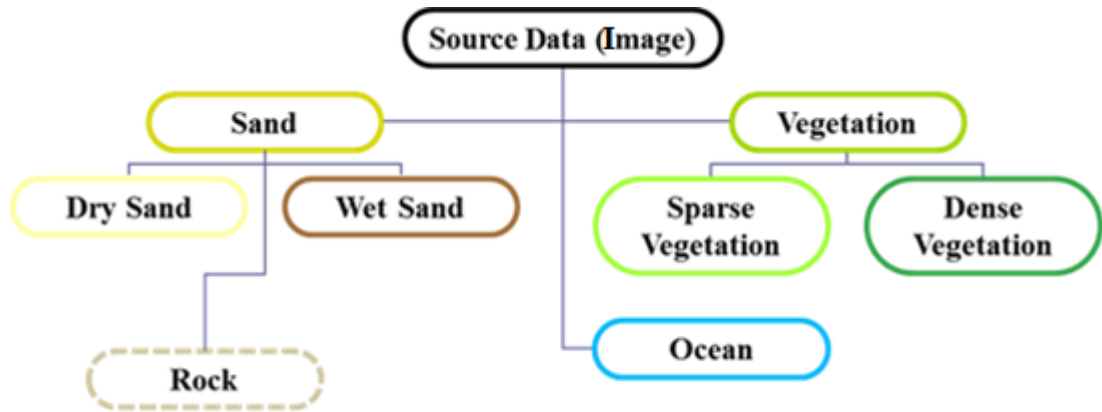 Source Data (Image)
Sand
Vegetation
Dry Sand
Wet Sand
Sparse
Vegetation
Dense
Vegetation
Ocean
Rock